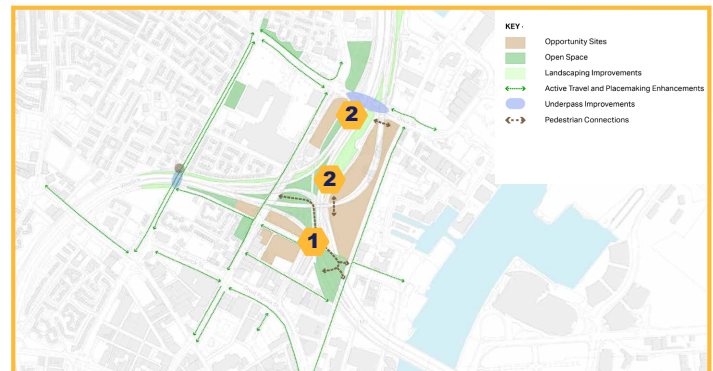 KEY
Opportunity Sites
Open Space
Landscaping Improvements
Active Travel and Placemaking Enhancements
Underpass Improvements
Pedestrian Connections
2
2
1